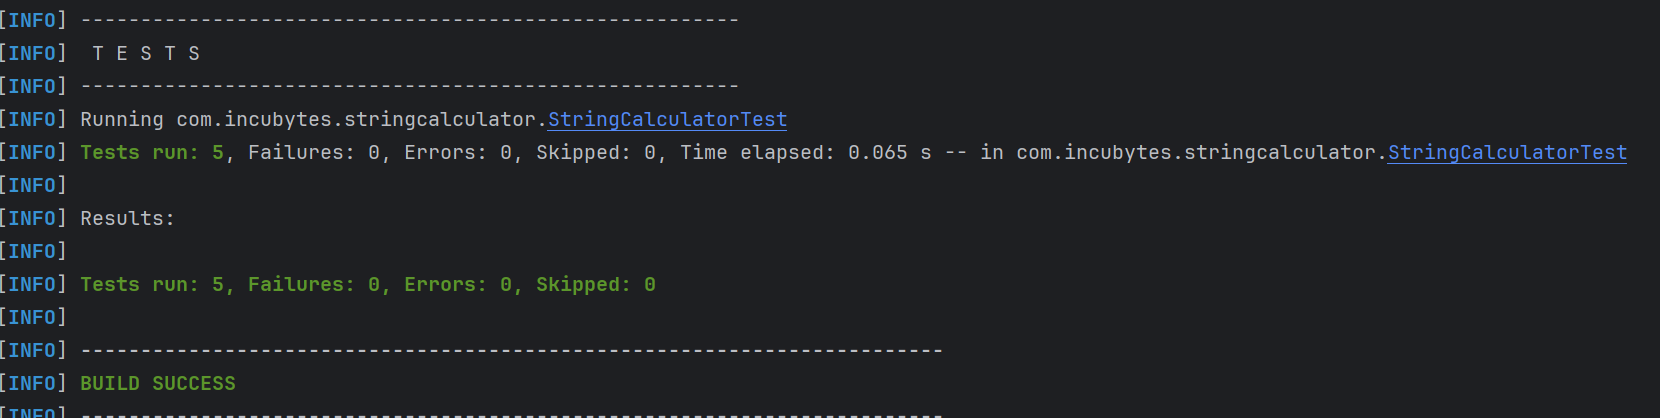 [INFO] -------------------------------------------------------
[INFO]  T E S T S
[INFO] -------------------------------------------------------
[INFO] Running com.incubytes.stringcalculator.StringCalculatorTest
[INFO] Tests run: 5, Failures: 0, Errors: 0, Skipped: 0, Time elapsed: 0.065 s -- in com.incubytes.stringcalculator.StringCalculatorTest
[INFO]
[INFO] Results:
[INFO]
[INFO] Tests run: 5, Failures: 0, Errors: 0, Skipped: 0
[INFO]
[INFO] ------------------------------------------------------------------------
[INFO] BUILD SUCCESS
[INFO] ------------------------------------------------------------------------